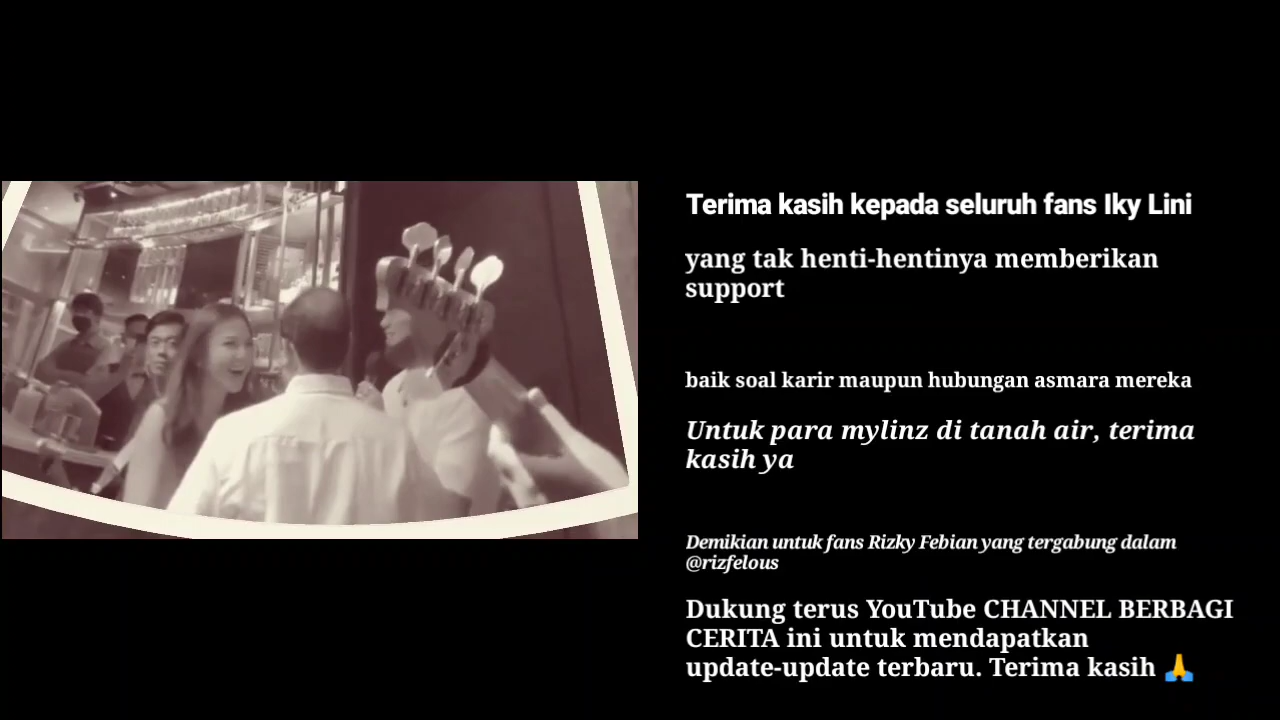 Terima kasih kepada seluruh fans Iky Lini
yang tak henti-hentinya memberikan
support
baik soal karir maupun hubungan asmara mereka
Untuk para mylinz di tanah air, terima
kasih ya
Demikian untuk fans Rizky Febian yang tergabung dalam
@rizfelous
Dukung terus YouTube CHANNEL BERBAGI
CERITA ini untuk mendapatkan
update-update terbaru. Terima kasih 🙏